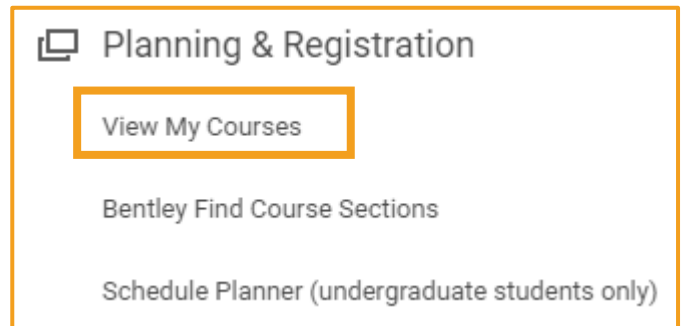 Planning & Registration
View My Courses
Bentley Find Course Sections
Schedule Planner (undergraduate students only)